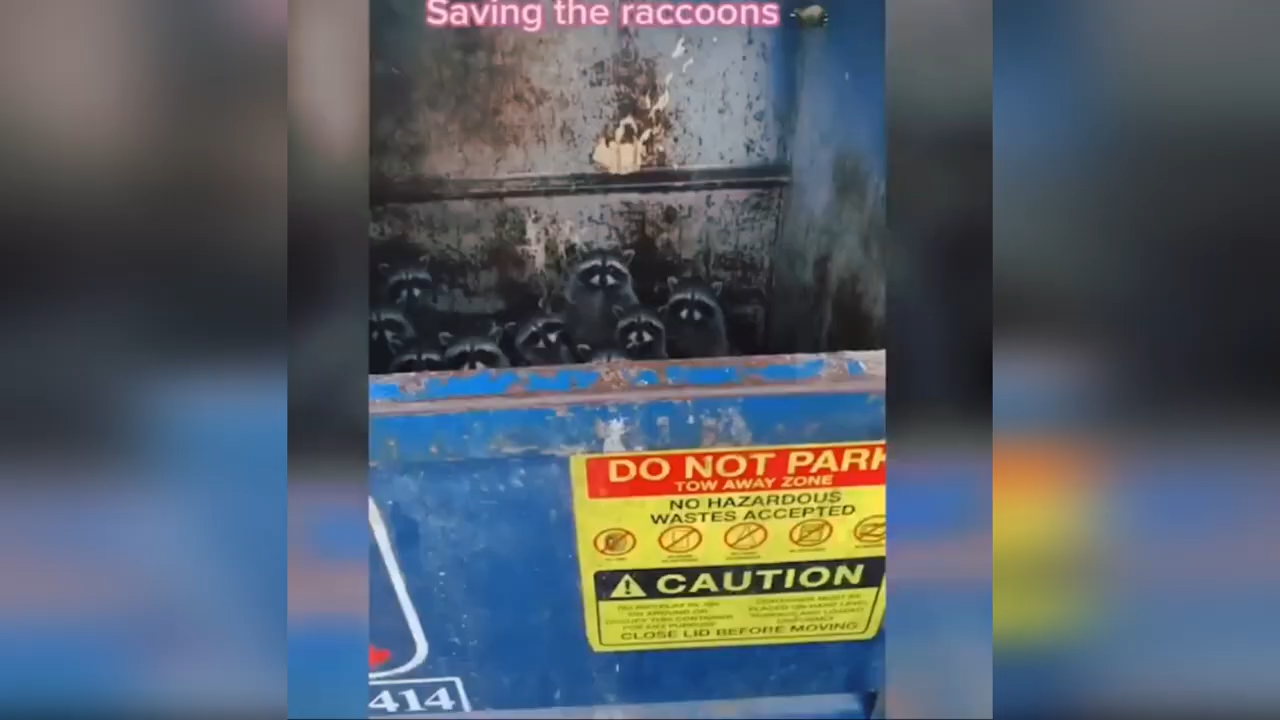 Saving the raccoons
DO NOT PARK
TOW AWAY ZONE
NO HAZARDOUS
WASTES ACCEPTED
CAUTION
CLOSE LID BEFORE MOVING
414